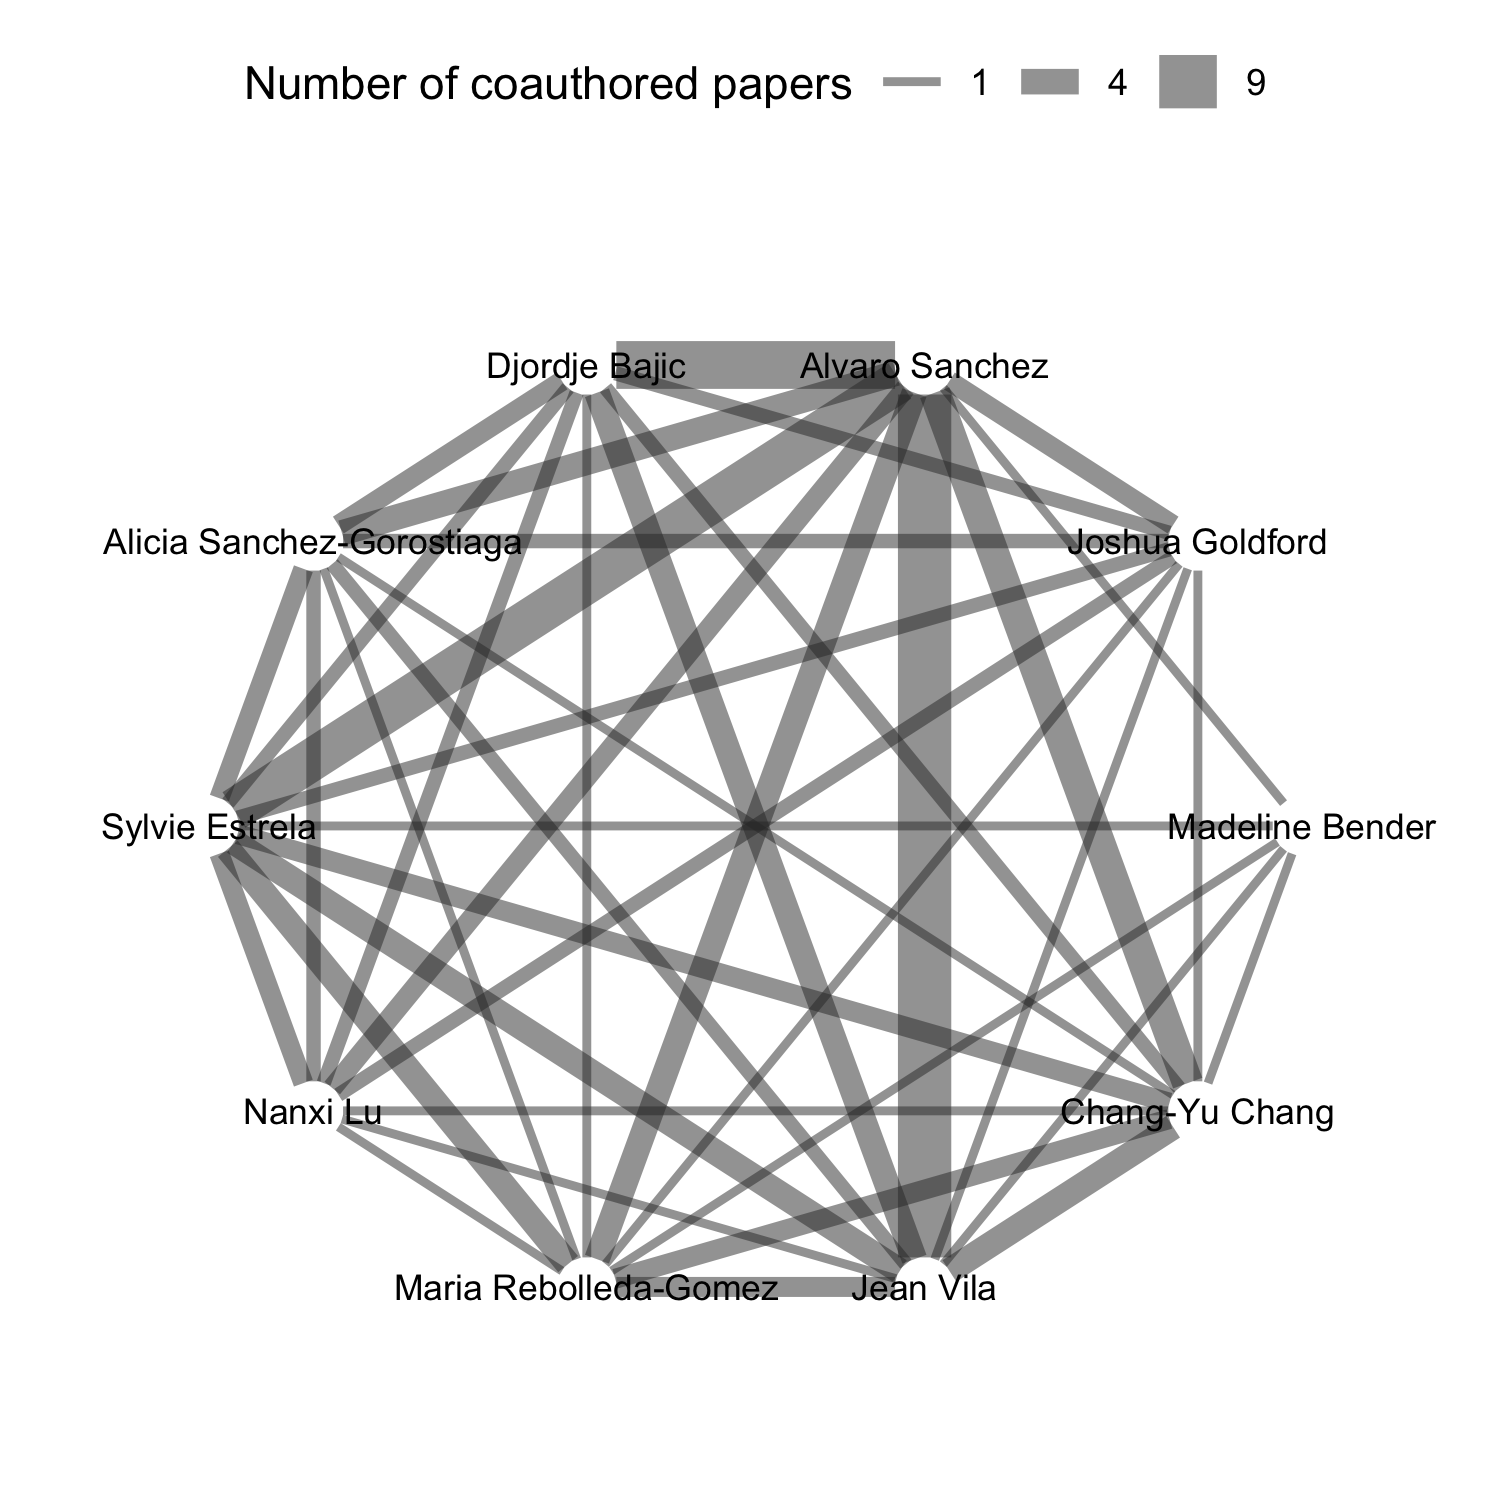 Number of coauthored papers 1 4 9
Djordje Bajic Alvaro Sanchez
Alicia Sanchez-Gorostiaga Joshua Goldford
Sylvie Estrela Madeline Bender
Nanxi Lu Chang-Yu Chang
Maria Rebolleda-Gomez Jean Vila